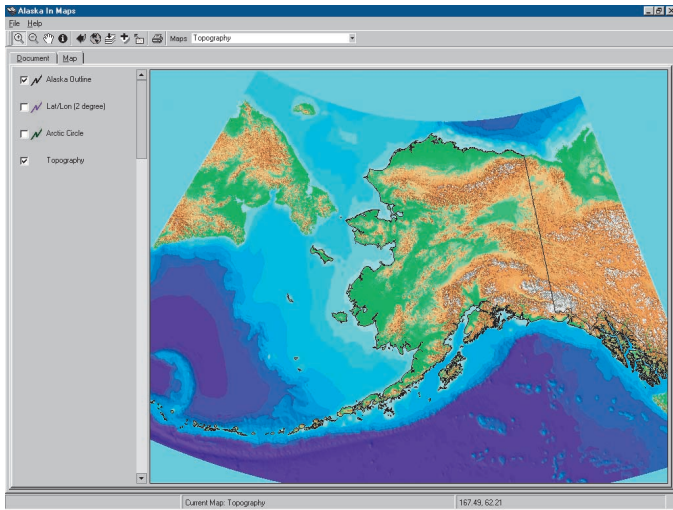 Alaska In Maps
File Help
Maps Topography
Document Map
Alaska Outline
Lat/Lon (2 degree)
Arctic Circle
Topography
Current Map: Topography 167.49, 62.21